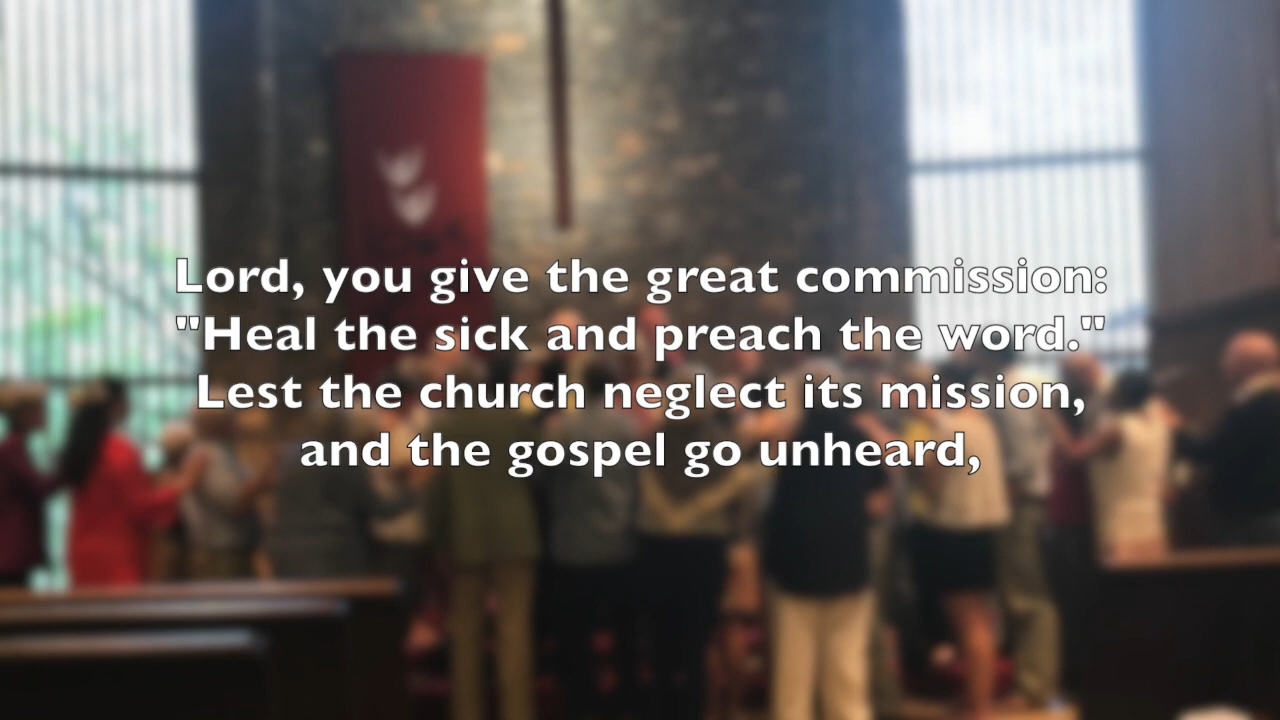 Lord, you give the great commission:
"Heal the sick and preach the word."
Lest the church neglect its mission,
and the gospel go unheard,